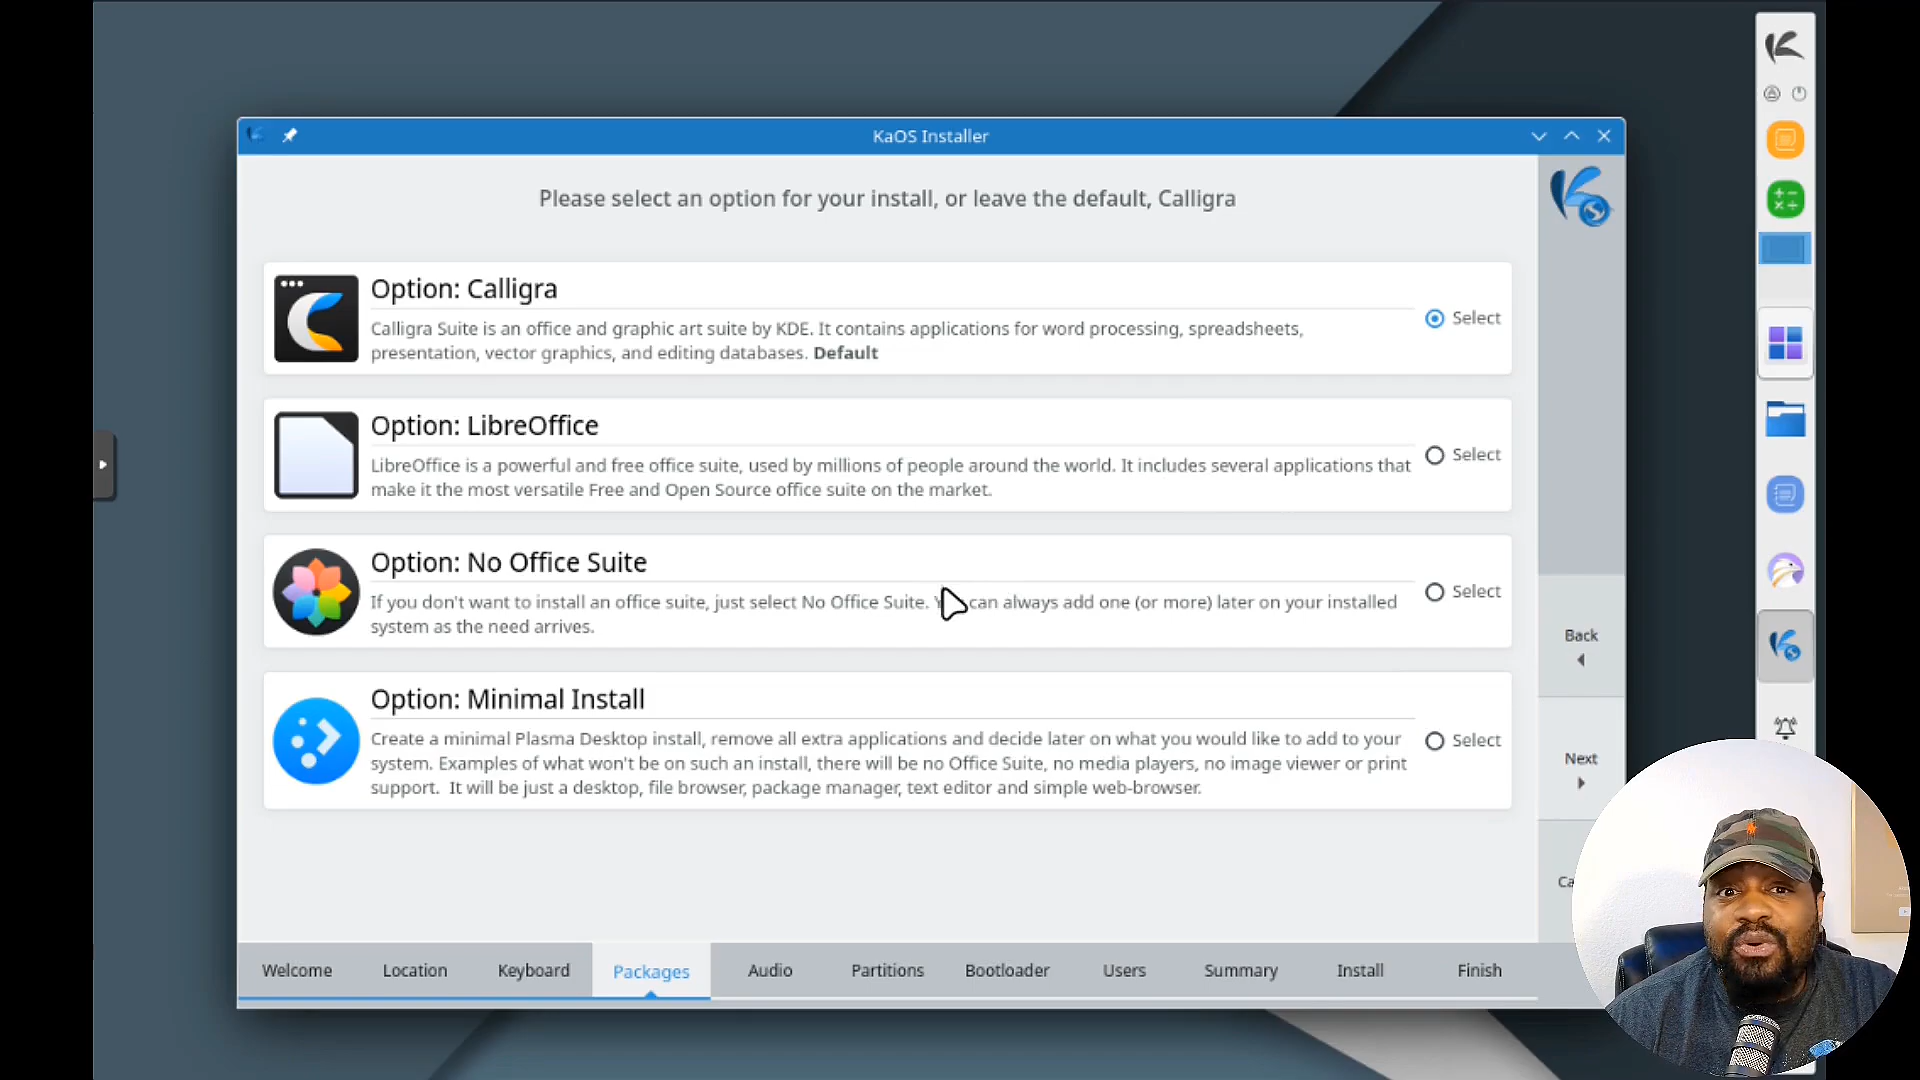 KaOS Installer
Please select an option for your install, or leave the default, Calligra
Option: Calligra
Calligra Suite is an office and graphic art suite by KDE. It contains applications for word processing, spreadsheets,
presentation, vector graphics, and editing databases. Default
Select
Option: LibreOffice
LibreOffice is a powerful and free office suite, used by millions of people around the world. It includes several applications that
make it the most versatile Free and Open Source office suite on the market.
Select
Option: No Office Suite
If you don't want to install an office suite, just select No Office Suite. can always add one (or more) later on your installed
system as the need arrives.
Select
Option: Minimal Install
Create a minimal Plasma Desktop install, remove all extra applications and decide later on what you would like to add to your
system. Examples of what won't be on such an install, there will be no Office Suite, no media players, no image viewer or print
support. It will be just a desktop, file browser, package manager, text editor and simple web-browser.
Select
Back
Next
Welcome
Location
Keyboard
Packages
Audio
Partitions
Bootloader
Users
Summary
Install
Finish